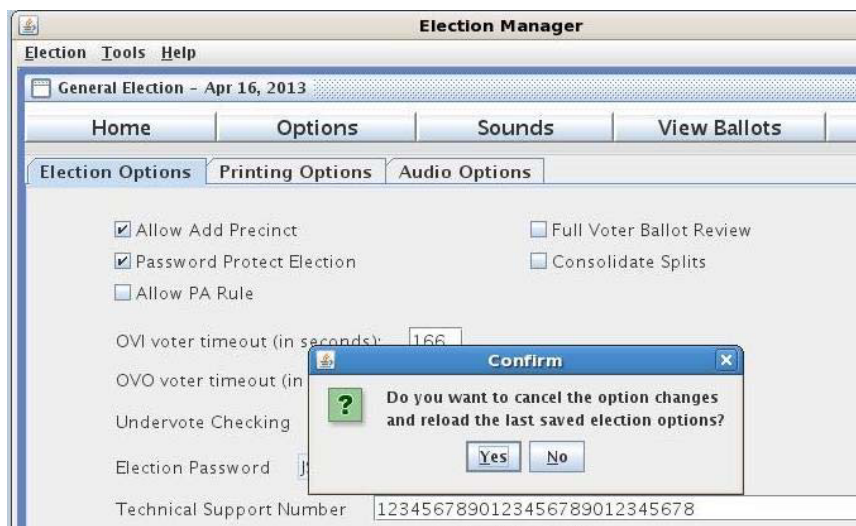 Election Manager
Election Tools Help
General Election - Apr 16, 2013
Home Options Sounds View Ballots
Election Options Printing Options Audio Options
Allow Add Precinct Full Voter Ballot Review
Password Protect Election Consolidate Splits
Allow PA Rule
OVI voter timeout (in seconds): 166
Confirm
OVO voter timeout (in
Do you want to cancel the option changes
and reload the last saved election options?
Undervote Checking
Yes No
Election Password
Technical Support Number 1234567890123456789012345678